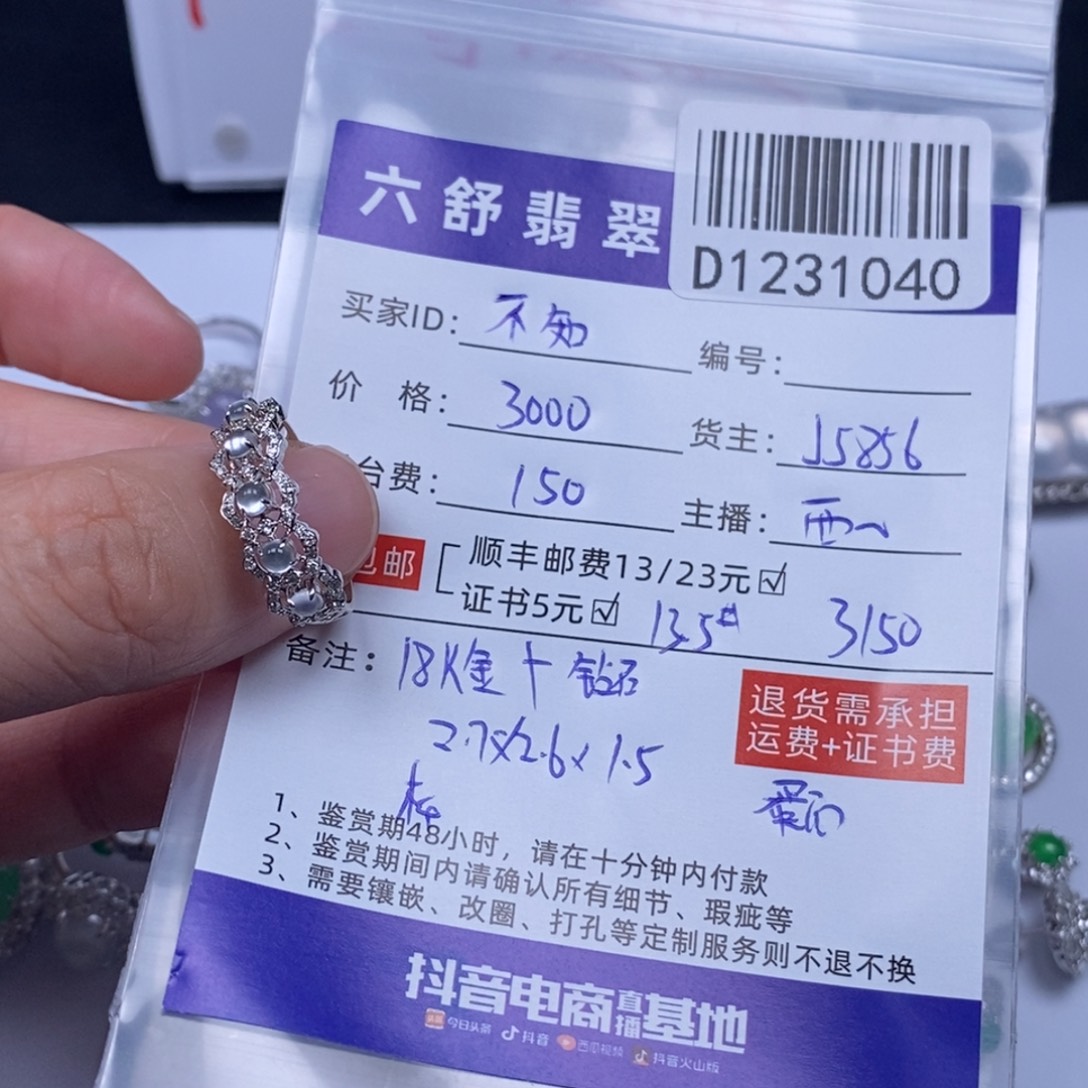 六舒翡翠
D1231040
买家ID: 不知
编号:
价 格: 3000
货主: J5856
台费: 150
主播: 西
包邮
顺丰邮费13/23元☑
证书5元☑
13.5# 3150
备注: 18K金+钻石
2.7x2.6x1.5
退货需承担
运费+证书费
蛋面
1、鉴赏期48小时，请在十分钟内付款
2、鉴赏期间内请确认所有细节、瑕疵等
3、需要镶嵌、改圈、打孔等定制服务则不退不换
抖音电商直播基地
今日头条 抖音 西瓜视频 抖音火山版